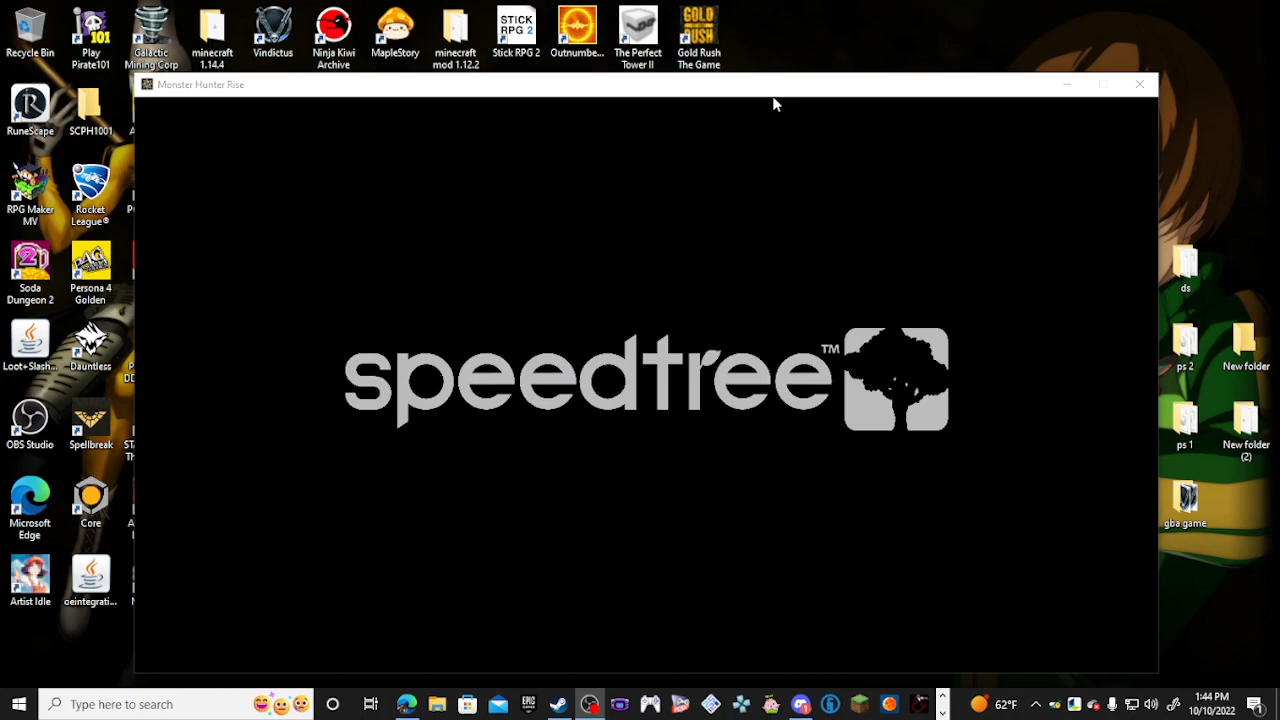 Recycle Bin
Play Pirate101
Galactic Mining Corp
minecraft 1.14.4
Vindictus
Ninja Kiwi Archive
MapleStory
minecraft mod 1.12.2
STICK RPG 2
Stick RPG 2
Outnumbe...
The Perfect Tower II
GOLD RUSH
Gold Rush The Game
Monster Hunter Rise
RuneScape
SCPH1001
RPG Maker MV
Rocket League®
Soda Dungeon 2
Persona 4 Golden
Loot+Slash...
Dauntless
OBS Studio
Spellbreak
Microsoft Edge
Core
Artist Idle
oeintegrati...
speedtree™
ds
ps 2
New folder
ps 1
New folder (2)
gba game
Type here to search
62°F
1:44 PM
10/10/2022